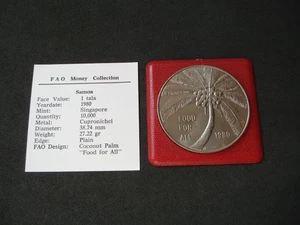 F A O Money Collection
Samoa
Face Value: 1 tala
Yeardate: 1980
Mint: Singapore
Quantity: 10,000
Metal: Cupronickel
Diameter: 38.74 mm
Weight: 27.22 gr
Edge: Plain
FAO Design: Coconut Palm
"Food for All"
FOOD
FOR
ALL 1980